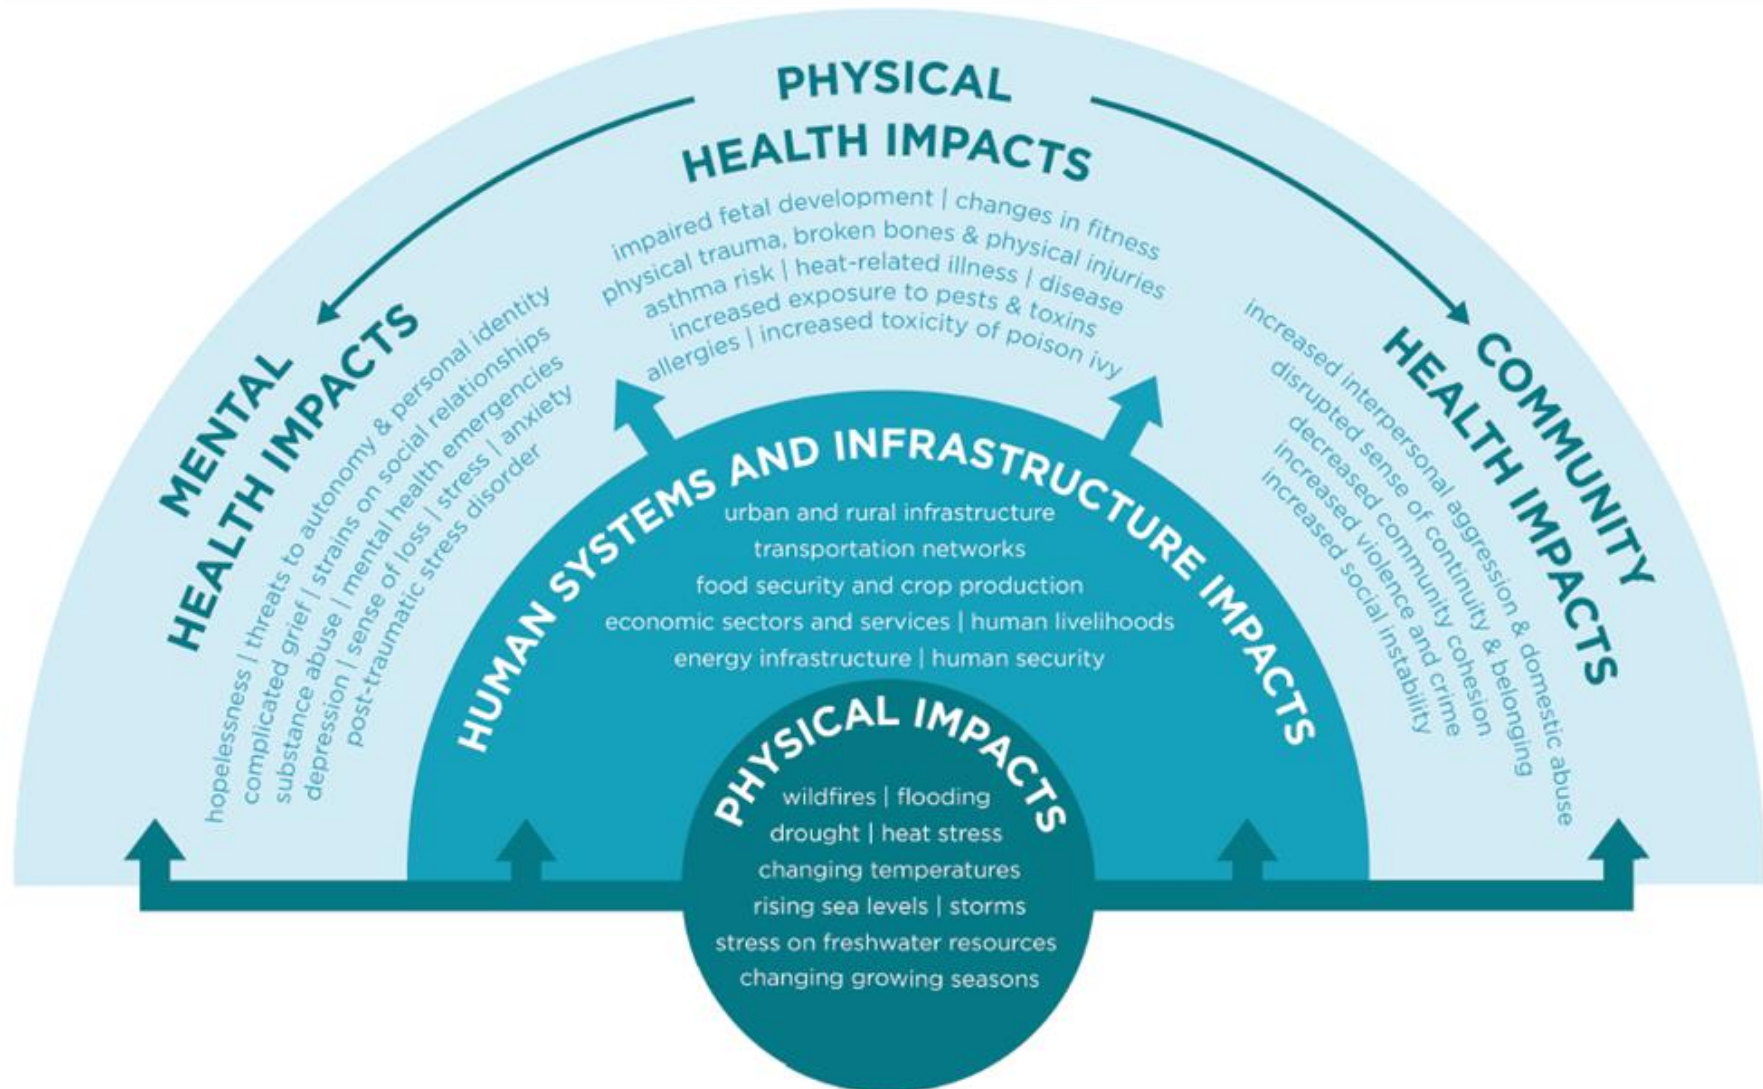 PHYSICAL
HEALTH IMPACTS
impaired fetal development | changes in fitness
physical trauma, broken bones & physical injuries
asthma risk | heat-related illness | disease
increased exposure to pests & toxins
allergies | increased toxicity of poison ivy
MENTAL
HEALTH IMPACTS
hopelessness | threats to autonomy & personal identity
complicated grief | strains on social relationships
substance abuse | mental health emergencies
depression | sense of loss | stress | anxiety
post-traumatic stress disorder
COMMUNITY
HEALTH IMPACTS
increased interpersonal aggression & domestic abuse
disrupted sense of continuity & belonging
decreased community cohesion
increased violence and crime
increased social instability
HUMAN SYSTEMS AND INFRASTRUCTURE IMPACTS
urban and rural infrastructure
transportation networks
food security and crop production
economic sectors and services | human livelihoods
energy infrastructure | human security
PHYSICAL IMPACTS
wildfires | flooding
drought | heat stress
changing temperatures
rising sea levels | storms
stress on freshwater resources
changing growing seasons